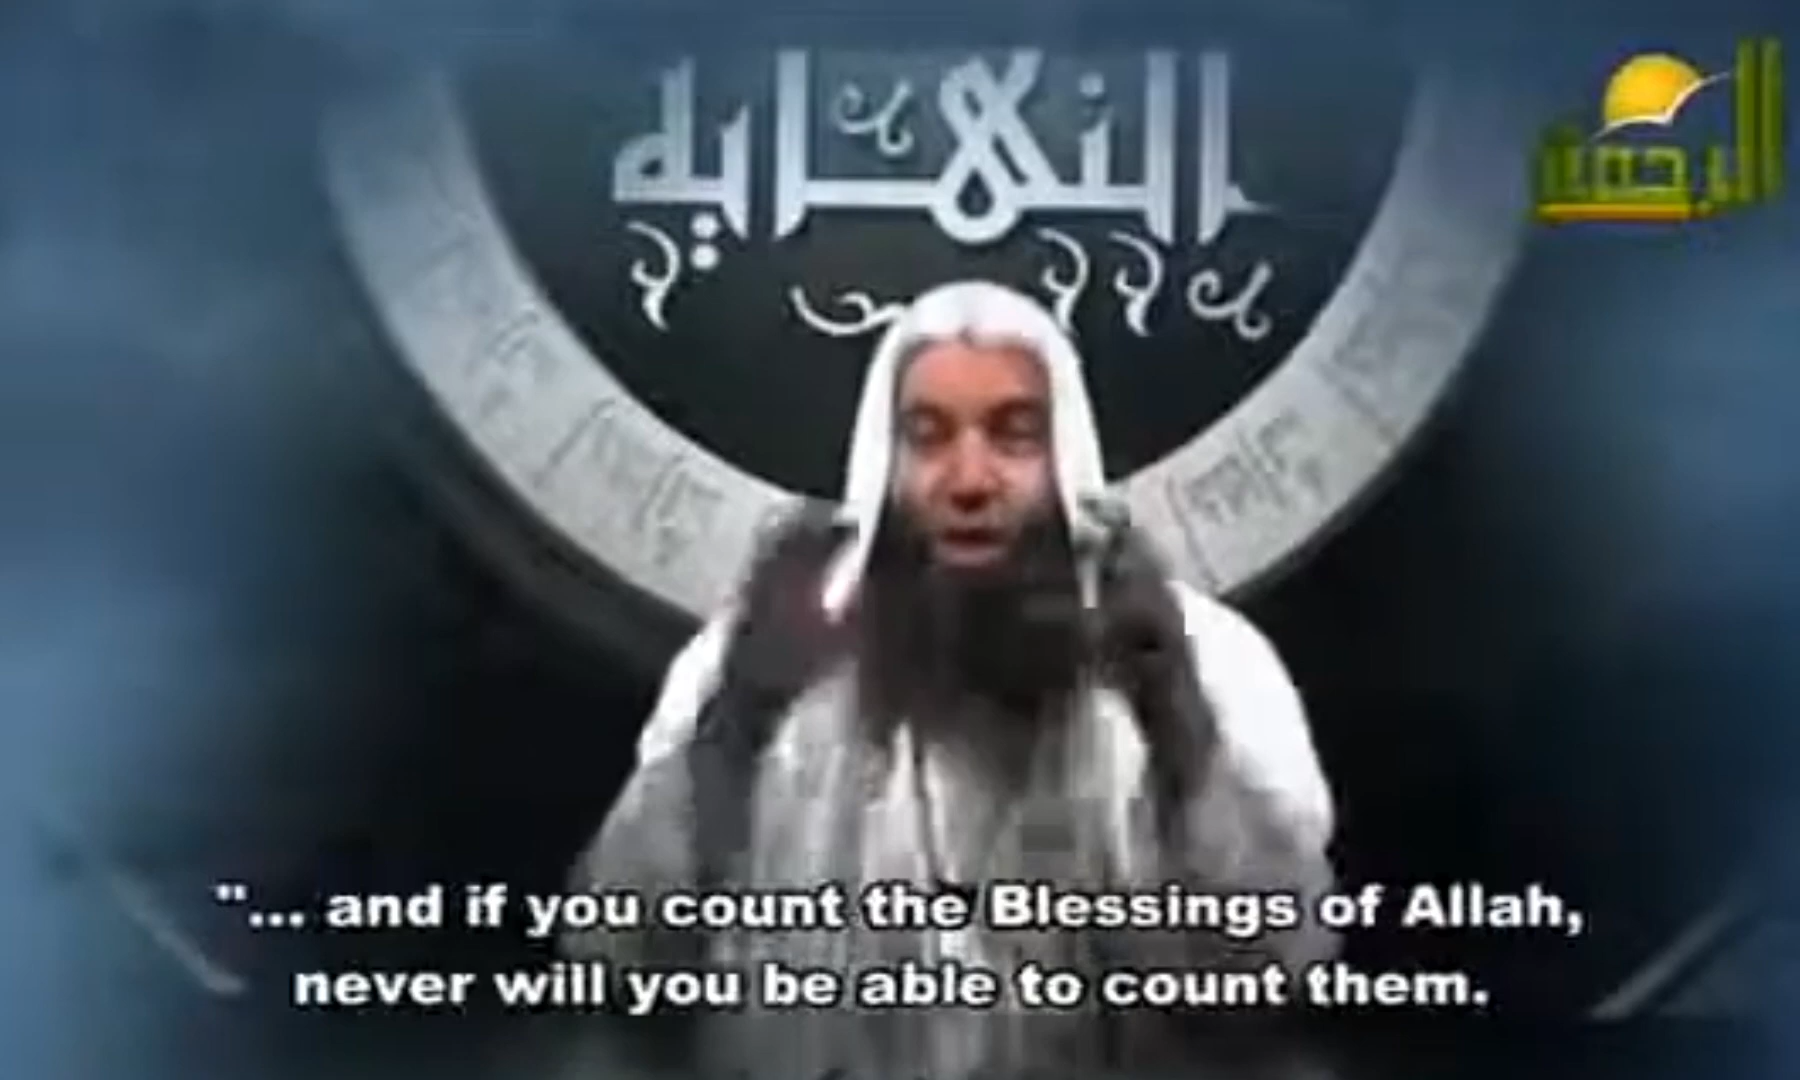 النهاية
الرحمة
"... and if you count the Blessings of Allah,
never will you be able to count them.